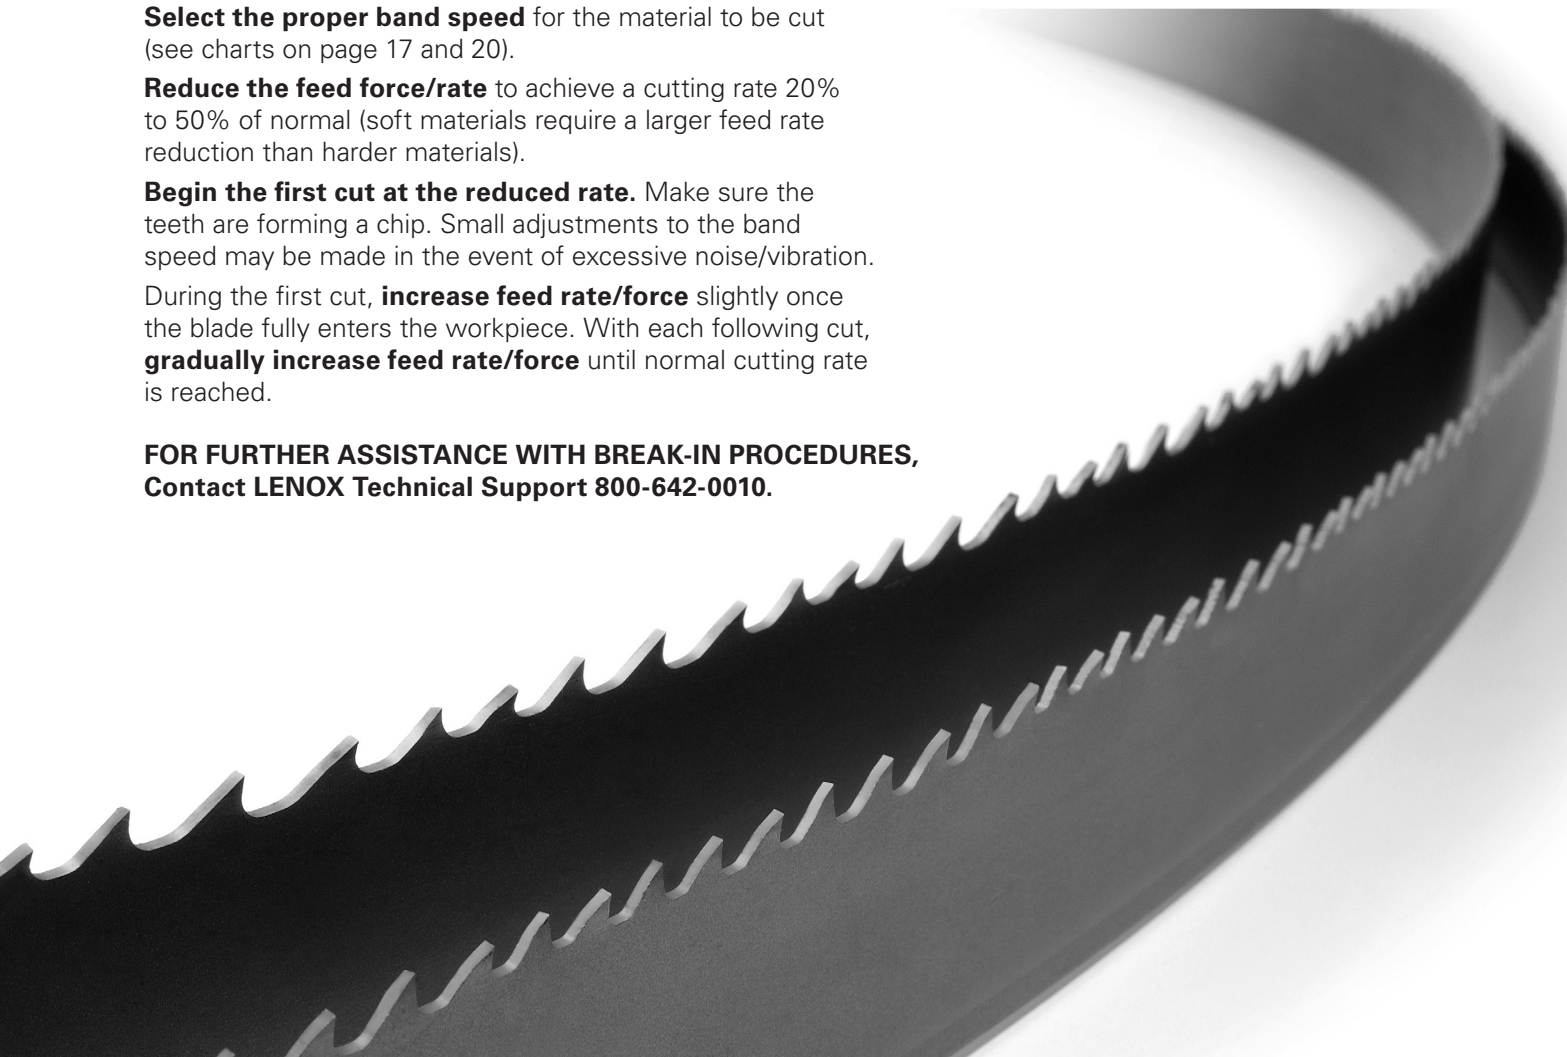 Select the proper band speed for the material to be cut
(see charts on page 17 and 20).
Reduce the feed force/rate to achieve a cutting rate 20%
to 50% of normal (soft materials require a larger feed rate
reduction than harder materials).
Begin the first cut at the reduced rate. Make sure the
teeth are forming a chip. Small adjustments to the band
speed may be made in the event of excessive noise/vibration.
During the first cut, increase feed rate/force slightly once
the blade fully enters the workpiece. With each following cut,
gradually increase feed rate/force until normal cutting rate
is reached.
FOR FURTHER ASSISTANCE WITH BREAK-IN PROCEDURES,
Contact LENOX Technical Support 800-642-0010.